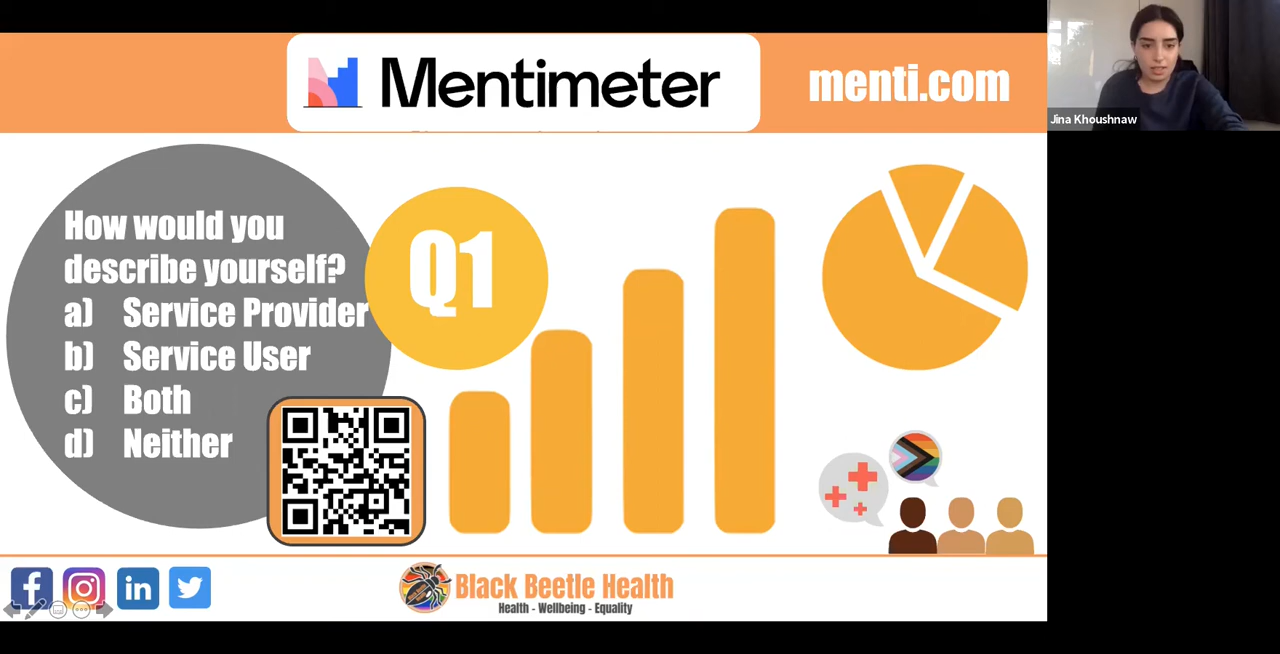 Mentimeter
menti.com
Jina Khoushnaw
How would you
describe yourself?
a) Service Provider
b) Service User
c) Both
d) Neither
Q1
Black Beetle Health
Health - Wellbeing - Equality